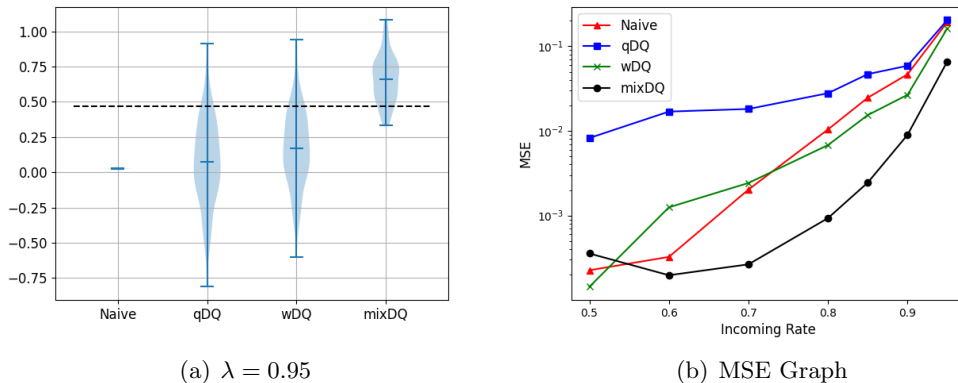 1.00
0.75
0.50
0.25
0.00
−0.25
−0.50
−0.75
Naive qDQ wDQ mixDQ
(a) λ = 0.95
Naive
qDQ
wDQ
mixDQ
MSE
10⁻¹
10⁻²
10⁻³
0.5 0.6 0.7 0.8 0.9
Incoming Rate
(b) MSE Graph